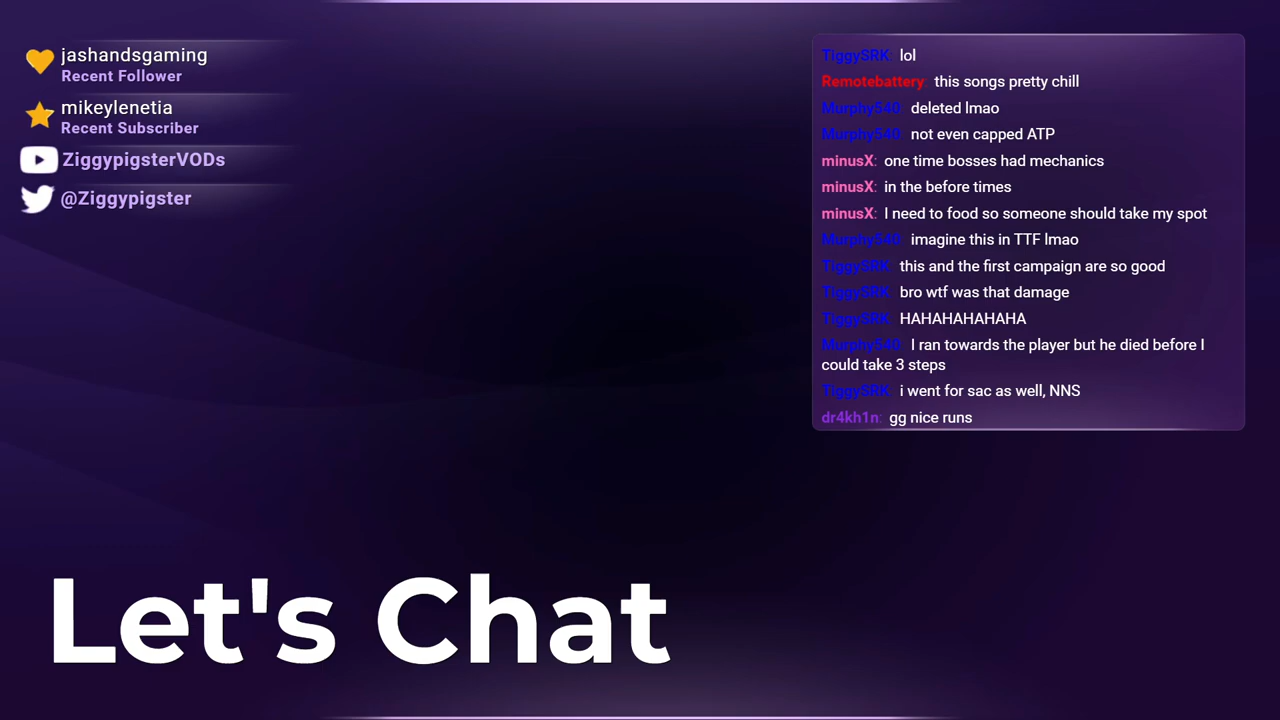 jashandsgaming
Recent Follower
mikeylenetia
Recent Subscriber
ZiggypigsterVODs
@Ziggypigster
TiggySRK: lol
Remotebattery: this songs pretty chill
Murphy540: deleted lmao
Murphy540: not even capped ATP
minusX: one time bosses had mechanics
minusX: in the before times
minusX: I need to food so someone should take my spot
Murphy540: imagine this in TTF lmao
TiggySRK: this and the first campaign are so good
TiggySRK: bro wtf was that damage
TiggySRK: HAHAHAHAHAHA
Murphy540: I ran towards the player but he died before I
could take 3 steps
TiggySRK: i went for sac as well, NNS
dr4kh1n: gg nice runs
Let's Chat